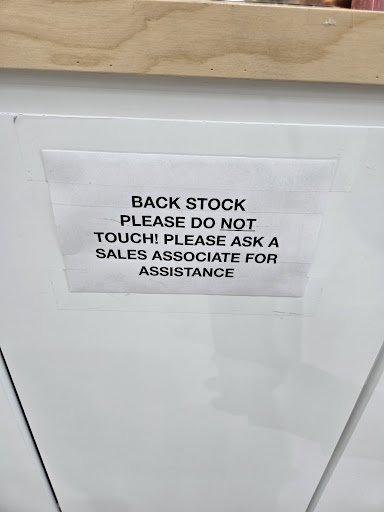 BACK STOCK
PLEASE DO NOT
TOUCH! PLEASE ASK A
SALES ASSOCIATE FOR
ASSISTANCE